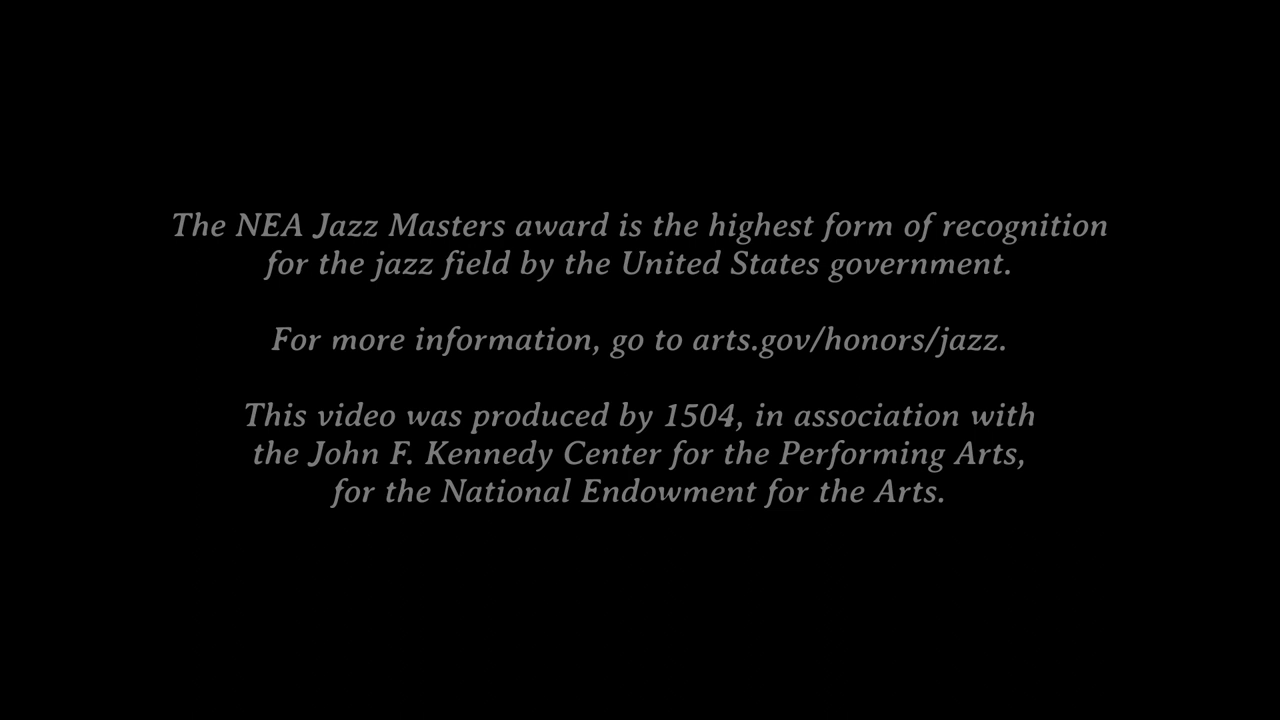 The NEA Jazz Masters award is the highest form of recognition
for the jazz field by the United States government.
For more information, go to arts.gov/honors/jazz.
This video was produced by 1504, in association with
the John F. Kennedy Center for the Performing Arts,
for the National Endowment for the Arts.